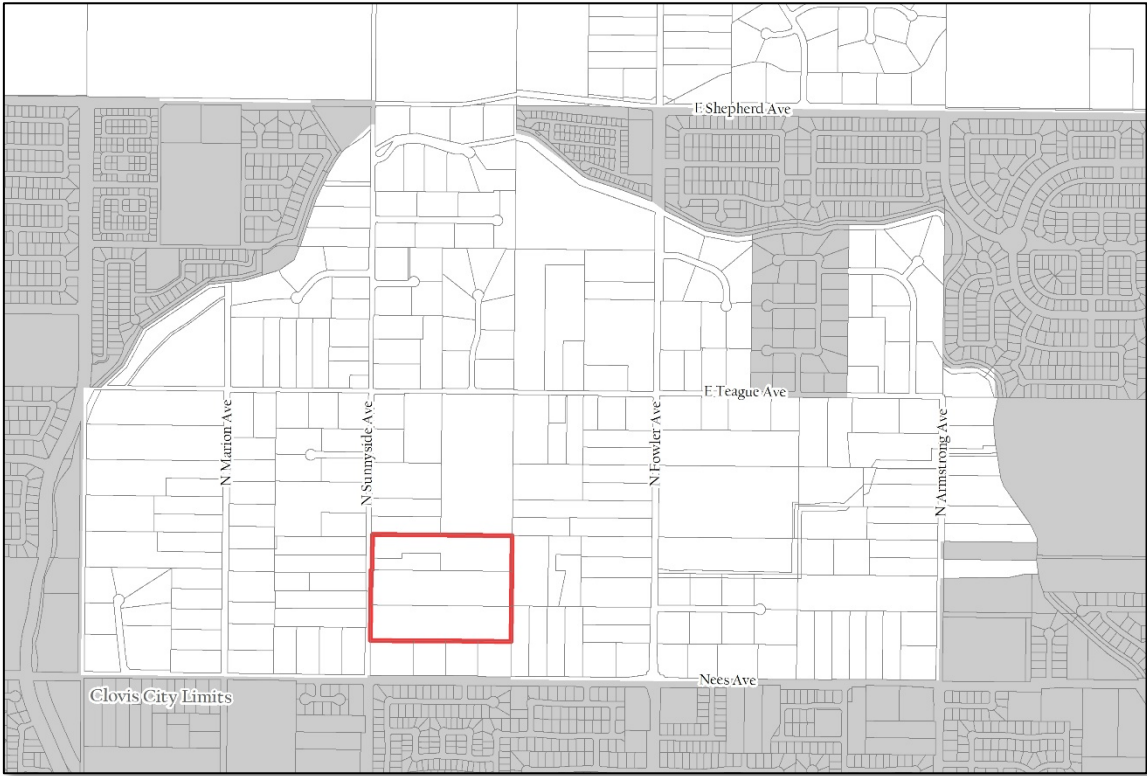 E Shepherd Ave
E Teague Ave
N Marion Ave
N Sunnyside Ave
N Fowler Ave
N Armstrong Ave
Nees Ave
Clovis City Limits